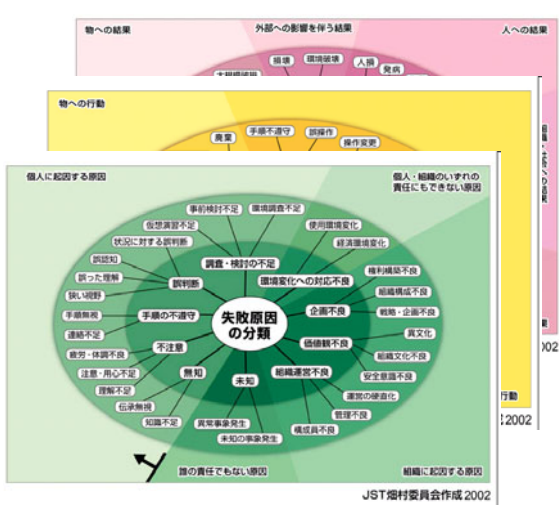 物への結果
外部への影響を伴う結果
人への結果
損壊
環境破壊
人損
発病
物への行動
廃棄
手順不遵守
誤操作
操作変更
個人に起因する原因
個人・組織のいずれの
責任にもできない原因
事前検討不足
環境調査不足
仮想演習不足
使用環境変化
状況に対する誤判断
経済環境変化
誤認知
調査・検討の不足
権利構築不良
誤った理解
誤判断
環境変化への対応不良
組織構成不良
狭い視野
企画不良
戦略・企画不良
手順無視
手順の不遵守
失敗原因
の分類
連絡不足
価値観不良
異文化
疲労・体調不良
不注意
組織文化不良
注意・用心不足
無知
未知
組織運営不良
安全意識不良
理解不足
運営の硬直化
伝承無視
管理不良
知識不足
異常事象発生
構成員不良
未知の事象発生
誰の責任でもない原因
組織に起因する原因
行動
2002
JST畑村委員会作成2002